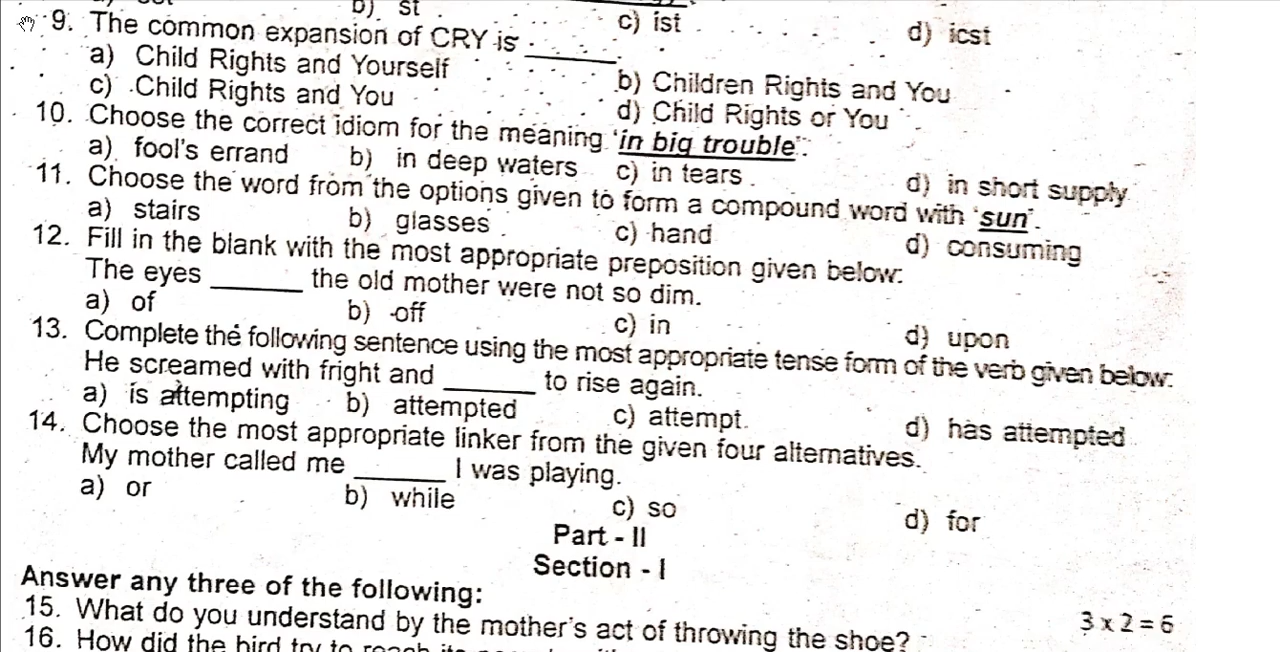 b) st c) ist d) icst
9. The common expansion of CRY is ______.
a) Child Rights and Yourself b) Children Rights and You
c) Child Rights and You d) Child Rights or You
10. Choose the correct idiom for the meaning 'in big trouble'.
a) fool's errand b) in deep waters c) in tears d) in short supply
11. Choose the word from the options given to form a compound word with 'sun'.
a) stairs b) glasses c) hand d) consuming
12. Fill in the blank with the most appropriate preposition given below:
The eyes ______ the old mother were not so dim.
a) of b) off c) in d) upon
13. Complete the following sentence using the most appropriate tense form of the verb given below:
He screamed with fright and ______ to rise again.
a) is attempting b) attempted c) attempt d) has attempted
14. Choose the most appropriate linker from the given four alternatives.
My mother called me ______ I was playing.
a) or b) while c) so d) for
Part - II
Section - I
Answer any three of the following: 3 x 2 = 6
15. What do you understand by the mother's act of throwing the shoe?
16. How did the bird try to reach its